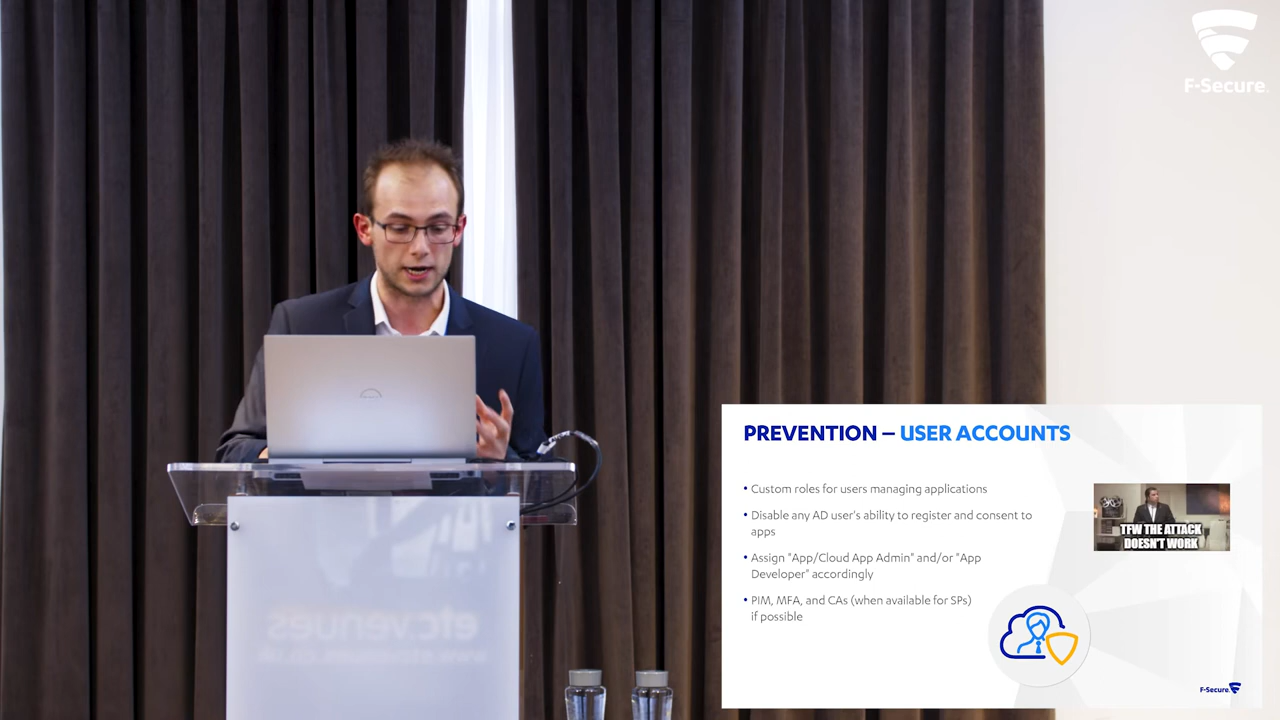 F-Secure.
PREVENTION – USER ACCOUNTS
• Custom roles for users managing applications
• Disable any AD user's ability to register and consent to
apps
• Assign "App/Cloud App Admin" and/or "App
Developer" accordingly
• PIM, MFA, and CAs (when available for SPs)
if possible
TFW THE ATTACK
DOESN'T WORK
F-Secure.
etc.venues